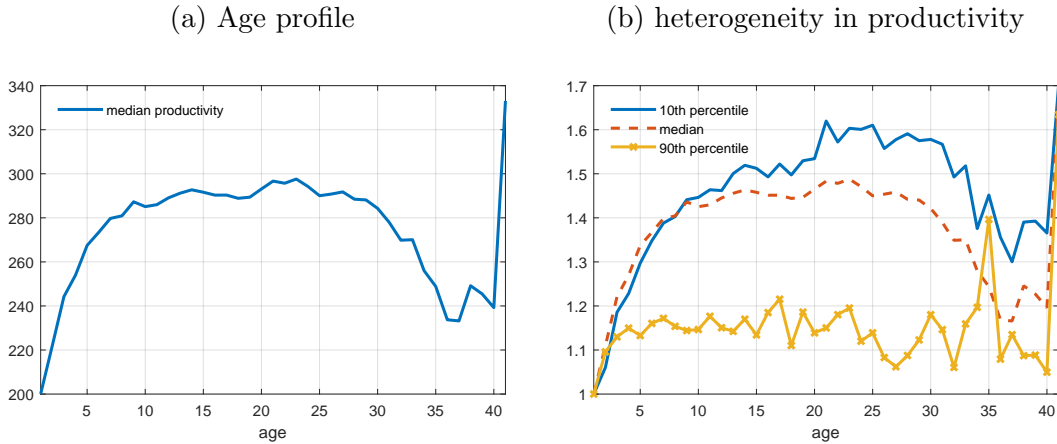 (a) Age profile
340
320
300
280
260
240
220
200
median productivity
5 10 15 20 25 30 35 40
age
(b) heterogeneity in productivity
1.7
1.6
1.5
1.4
1.3
1.2
1.1
1
10th percentile
median
90th percentile
5 10 15 20 25 30 35 40
age